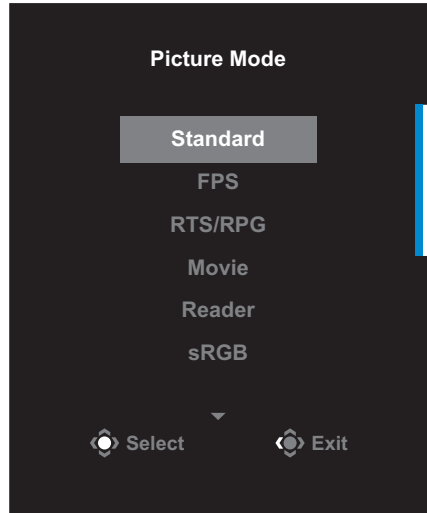 Picture Mode
Standard
FPS
RTS/RPG
Movie
Reader
sRGB
Select Exit